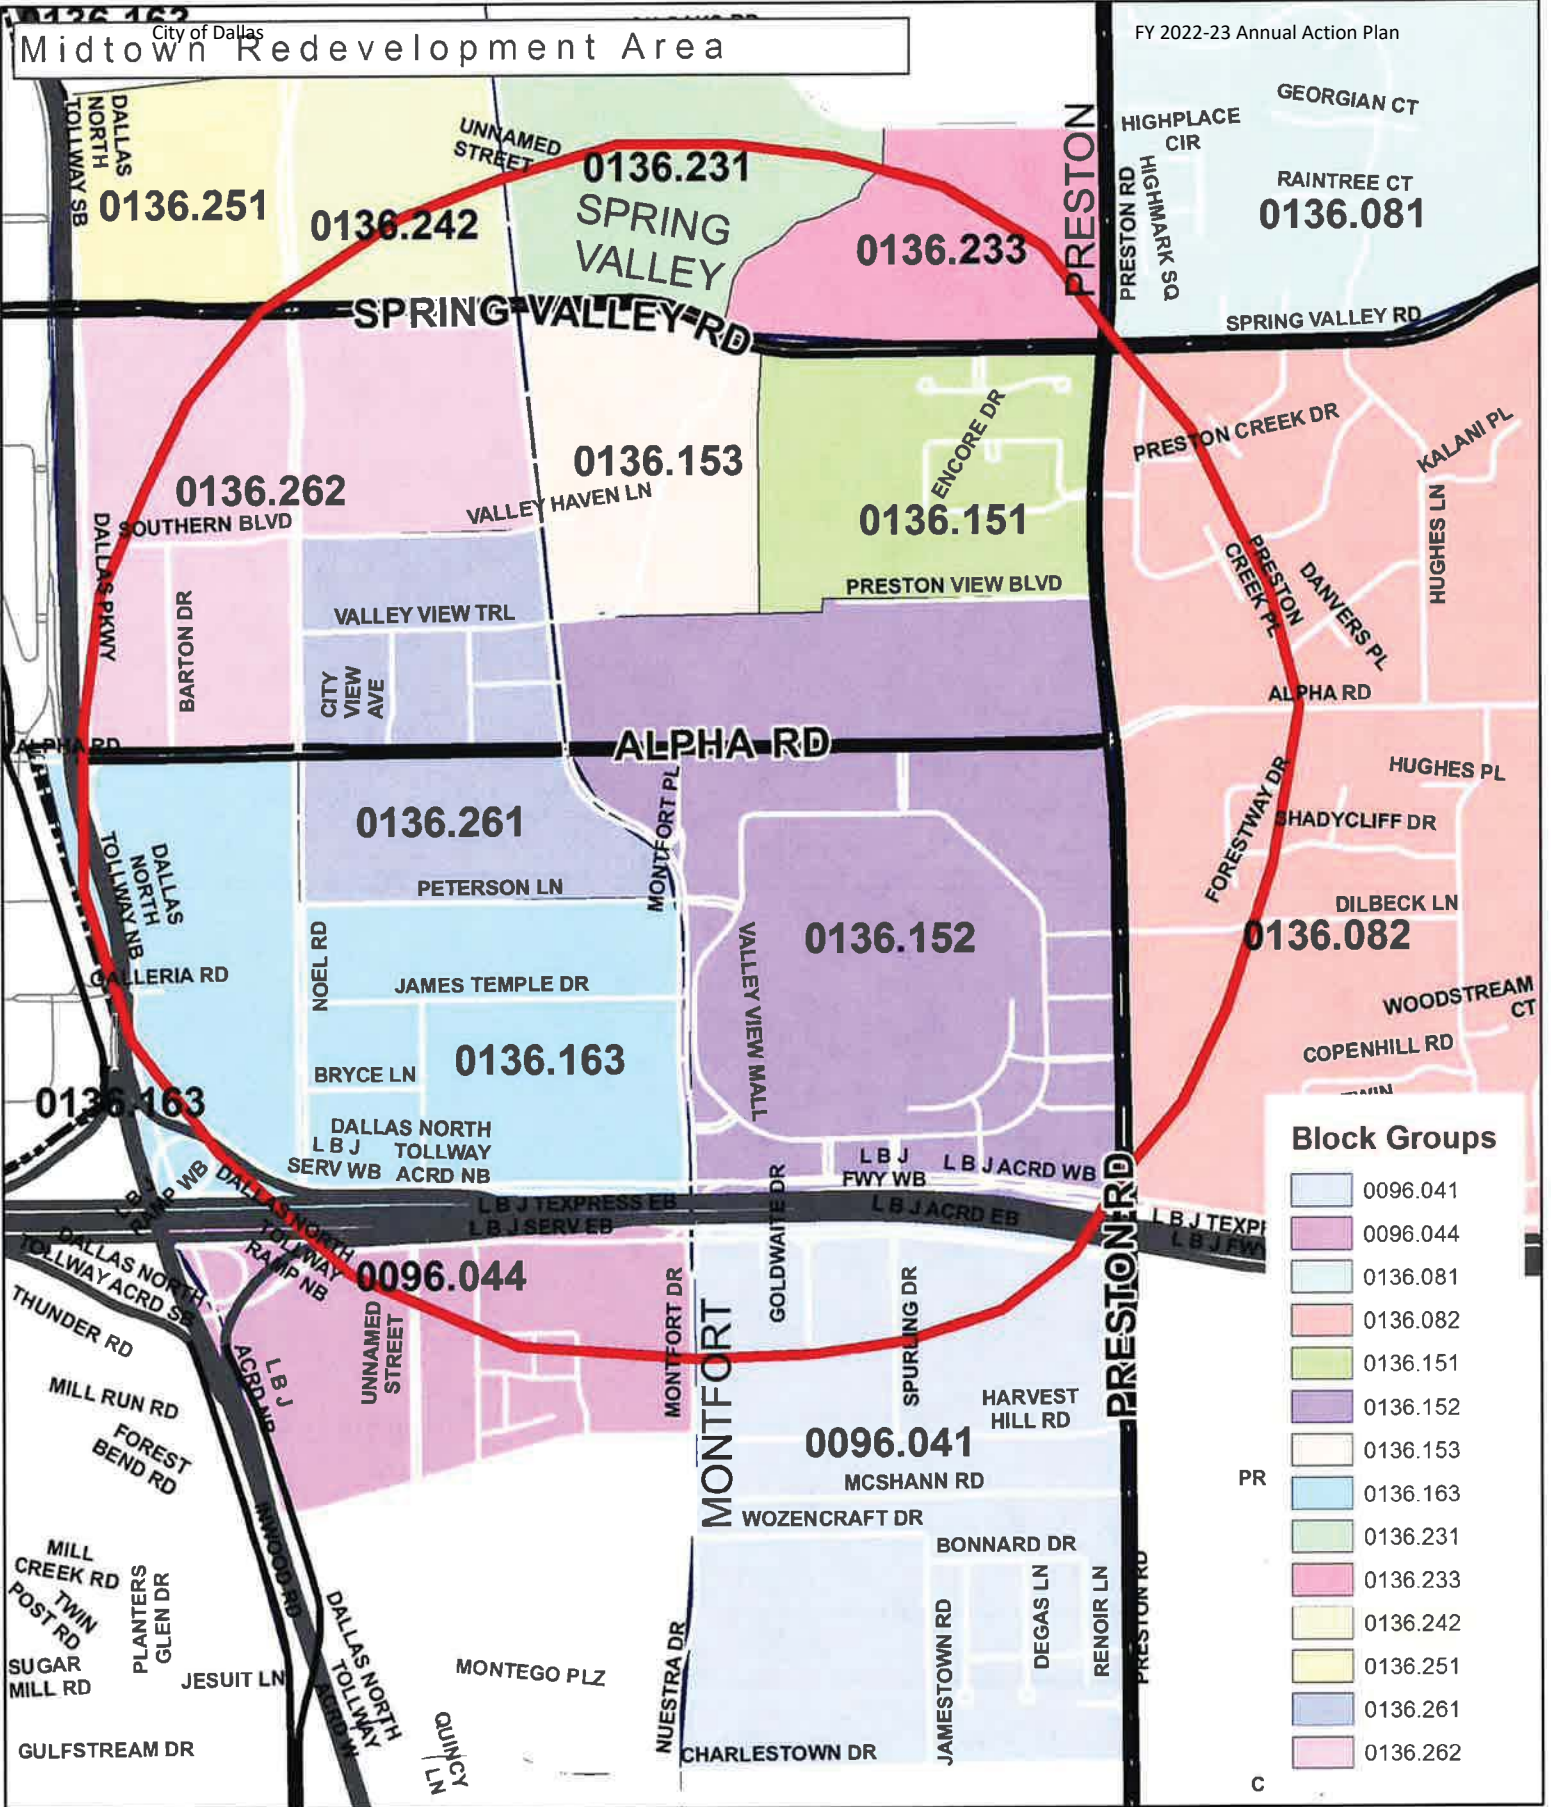 City of Dallas
FY 2022-23 Annual Action Plan
Midtown Redevelopment Area
DALLAS
NORTH
TOLLWAY SB
0136.251
0136.242
UNNAMED
STREET
0136.231
SPRING
VALLEY
0136.233
PRESTON
PRESTON RD
HIGHPLACE
CIR
HIGHMARK SQ
GEORGIAN CT
RAINTREE CT
0136.081
SPRING VALLEY RD
SPRING VALLEY RD
0136.262
SOUTHERN BLVD
DALLAS PKWY
BARTON DR
0136.153
VALLEY HAVEN LN
ENCORE DR
0136.151
PRESTON VIEW BLVD
VALLEY VIEW TRL
CITY
VIEW
AVE
PRESTON CREEK DR
KALANI PL
HUGHES LN
PRESTON
CREEK PL
DANVERS PL
ALPHA RD
ALPHA RD
ALPHA RD
0136.261
MONTFORT PL
PETERSON LN
HUGHES PL
FORESTWAY DR
SHADYCLIFF DR
DILBECK LN
0136.082
DALLAS
NORTH
TOLLWAY NB
GALLERIA RD
NOEL RD
JAMES TEMPLE DR
0136.152
VALLEY VIEW MALL
WOODSTREAM
CT
COPENHILL RD
TWIN
0136.163
BRYCE LN
0136.163
DALLAS NORTH
TOLLWAY
ACRD NB
L B J
SERV WB
L B J
FWY WB
L B J ACRD WB
L B J
RAMP WB
DALLAS NORTH
TOLLWAY
RAMP NB
L B J TEXPRESS EB
L B J SERV EB
L B J ACRD EB
L B J TEXPR
L B J FWY
GOLDWAITE DR
PRESTON RD
DALLAS NORTH
TOLLWAY ACRD SB
THUNDER RD
0096.044
UNNAMED
STREET
MONTFORT DR
MONTFORT
SPURLING DR
HARVEST
HILL RD
0096.041
MCSHANN RD
WOZENCRAFT DR
BONNARD DR
L B J
ACRD NB
MILL RUN RD
FOREST
BEND RD
INWOOD RD
MILL
CREEK RD
TWIN
POST RD
PLANTERS
GLEN DR
SUGAR
MILL RD
JESUIT LN
DALLAS NORTH
TOLLWAY
ACRD W
MONTEGO PLZ
NUESTRA DR
JAMESTOWN RD
DEGAS LN
RENOIR LN
PRESTON RD
GULFSTREAM DR
QUINCY
LN
CHARLESTOWN DR
PR
C
Block Groups
0096.041
0096.044
0136.081
0136.082
0136.151
0136.152
0136.153
0136.163
0136.231
0136.233
0136.242
0136.251
0136.261
0136.262